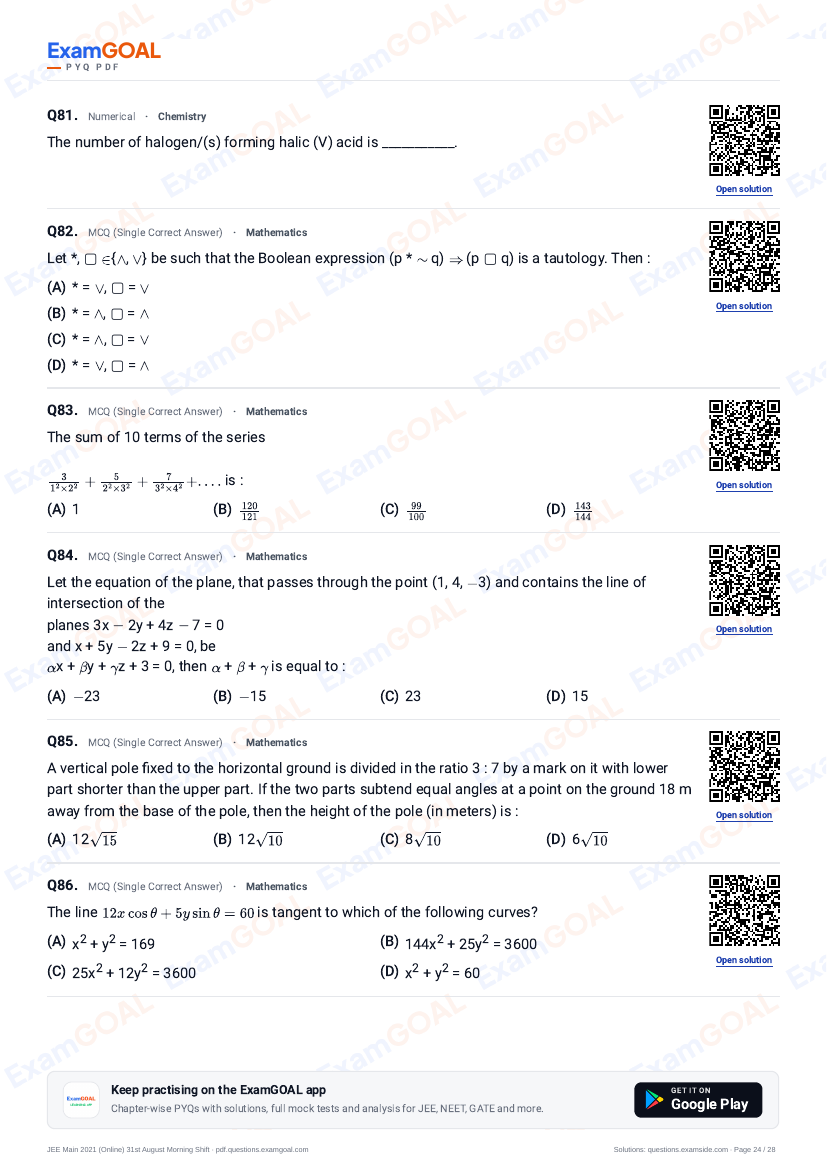 ExamGOAL
PYQ PDF
Q81. Numerical · Chemistry
The number of halogen/(s) forming halic (V) acid is ___________.
Open solution
Q82. MCQ (Single Correct Answer) · Mathematics
Let *, ▢ ∈{∧, ∨} be such that the Boolean expression (p * ∼ q) ⇒ (p ▢ q) is a tautology. Then :
(A) * = ∨, ▢ = ∨
(B) * = ∧, ▢ = ∧
(C) * = ∧, ▢ = ∨
(D) * = ∨, ▢ = ∧
Open solution
Q83. MCQ (Single Correct Answer) · Mathematics
The sum of 10 terms of the series
3/(1²×2²) + 5/(2²×3²) + 7/(3²×4²) +.... is :
(A) 1 (B) 120/121 (C) 99/100 (D) 143/144
Open solution
Q84. MCQ (Single Correct Answer) · Mathematics
Let the equation of the plane, that passes through the point (1, 4, −3) and contains the line of
intersection of the
planes 3x − 2y + 4z − 7 = 0
and x + 5y − 2z + 9 = 0, be
αx + βy + γz + 3 = 0, then α + β + γ is equal to :
(A) −23 (B) −15 (C) 23 (D) 15
Open solution
Q85. MCQ (Single Correct Answer) · Mathematics
A vertical pole fixed to the horizontal ground is divided in the ratio 3 : 7 by a mark on it with lower
part shorter than the upper part. If the two parts subtend equal angles at a point on the ground 18 m
away from the base of the pole, then the height of the pole (in meters) is :
(A) 12√15 (B) 12√10 (C) 8√10 (D) 6√10
Open solution
Q86. MCQ (Single Correct Answer) · Mathematics
The line 12x cos θ + 5y sin θ = 60 is tangent to which of the following curves?
(A) x² + y² = 169 (B) 144x² + 25y² = 3600
(C) 25x² + 12y² = 3600 (D) x² + y² = 60
Open solution
Keep practising on the ExamGOAL app
Chapter-wise PYQs with solutions, full mock tests and analysis for JEE, NEET, GATE and more.
GET IT ON
Google Play
JEE Main 2021 (Online) 31st August Morning Shift · pdf.questions.examgoal.com
Solutions: questions.examside.com · Page 24 / 28